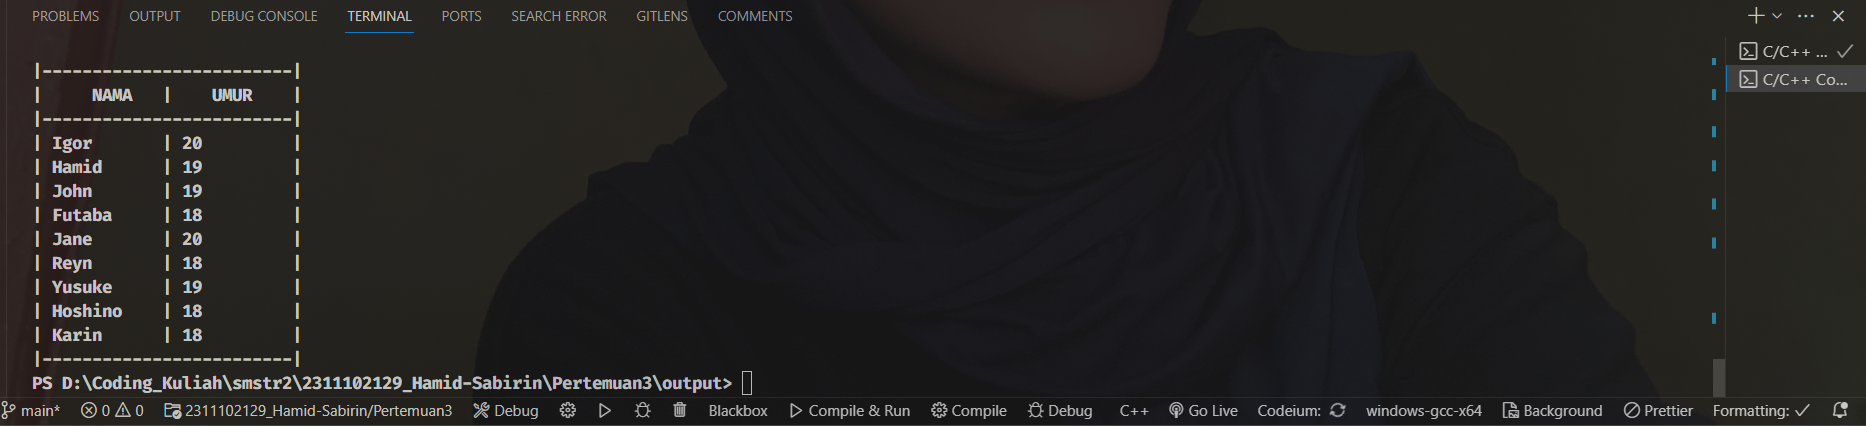 PROBLEMS OUTPUT DEBUG CONSOLE TERMINAL PORTS SEARCH ERROR GITLENS COMMENTS
C/C++ ...
C/C++ Co...
|-------------------------|
|     NAMA   |    UMUR    |
|-------------------------|
| Igor       | 20         |
| Hamid      | 19         |
| John       | 19         |
| Futaba     | 18         |
| Jane       | 20         |
| Reyn       | 18         |
| Yusuke     | 19         |
| Hoshino    | 18         |
| Karin      | 18         |
|-------------------------|
PS D:\Coding_Kuliah\smstr2\2311102129_Hamid-Sabirin\Pertemuan3\output>
main* 0 0 2311102129_Hamid-Sabirin/Pertemuan3 Debug Blackbox Compile & Run Compile Debug C++ Go Live Codeium: windows-gcc-x64 Background Prettier Formatting: